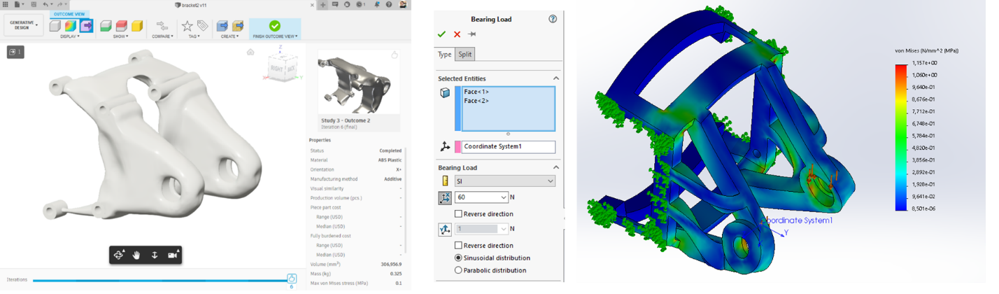 bracket2 v11
1
OUTCOME VIEW
GENERATIVE
DESIGN
DISPLAY
SHOW
COMPARE
TAG
CREATE
FINISH OUTCOME VIEW
1
Z
RIGHT
BACK
X
Y
Study 3 - Outcome 2
Iteration 6 (final)
Properties
Status Completed
Material ABS Plastic
Orientation X+
Manufacturing method Additive
Visual similarity -
Production volume (pcs.) -
Piece part cost
Range (USD) -
Median (USD) -
Fully burdened cost
Range (USD) -
Median (USD) -
Volume (mm³) 306,956.9
Mass (kg) 0.325
Max von Mises stress (MPa) 0.1
Iterations
6
Bearing Load
Type Split
Selected Entities
Face<1>
Face<2>
Coordinate System1
Bearing Load
SI
60 N
Reverse direction
1 N
Reverse direction
Sinusoidal distribution
Parabolic distribution
oordinate System1
Y
von Mises (N/mm^2 (MPa))
1,157e+00
1,060e+00
9,640e-01
8,676e-01
7,712e-01
6,748e-01
5,784e-01
4,820e-01
3,856e-01
2,892e-01
1,928e-01
9,641e-02
8,501e-06